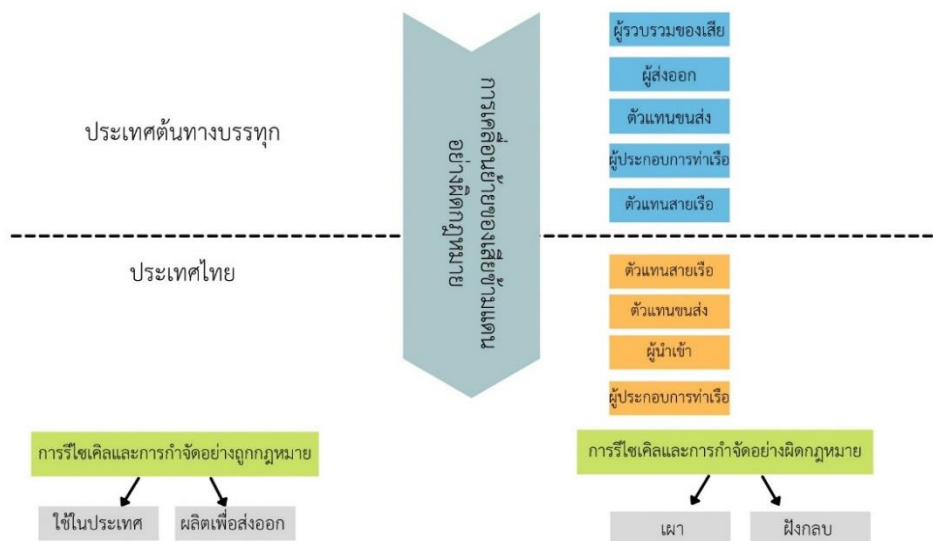 ประเทศต้นทางบรรทุก
การเคลื่อนย้ายของเสียข้ามแดน
อย่างผิดกฎหมาย
ผู้รวบรวมของเสีย
ผู้ส่งออก
ตัวแทนขนส่ง
ผู้ประกอบการท่าเรือ
ตัวแทนสายเรือ
ประเทศไทย
ตัวแทนสายเรือ
ตัวแทนขนส่ง
ผู้นำเข้า
ผู้ประกอบการท่าเรือ
การรีไซเคิลและการกำจัดอย่างถูกกฎหมาย
ใช้ในประเทศ
ผลิตเพื่อส่งออก
การรีไซเคิลและการกำจัดอย่างผิดกฎหมาย
เผา
ฝังกลบ